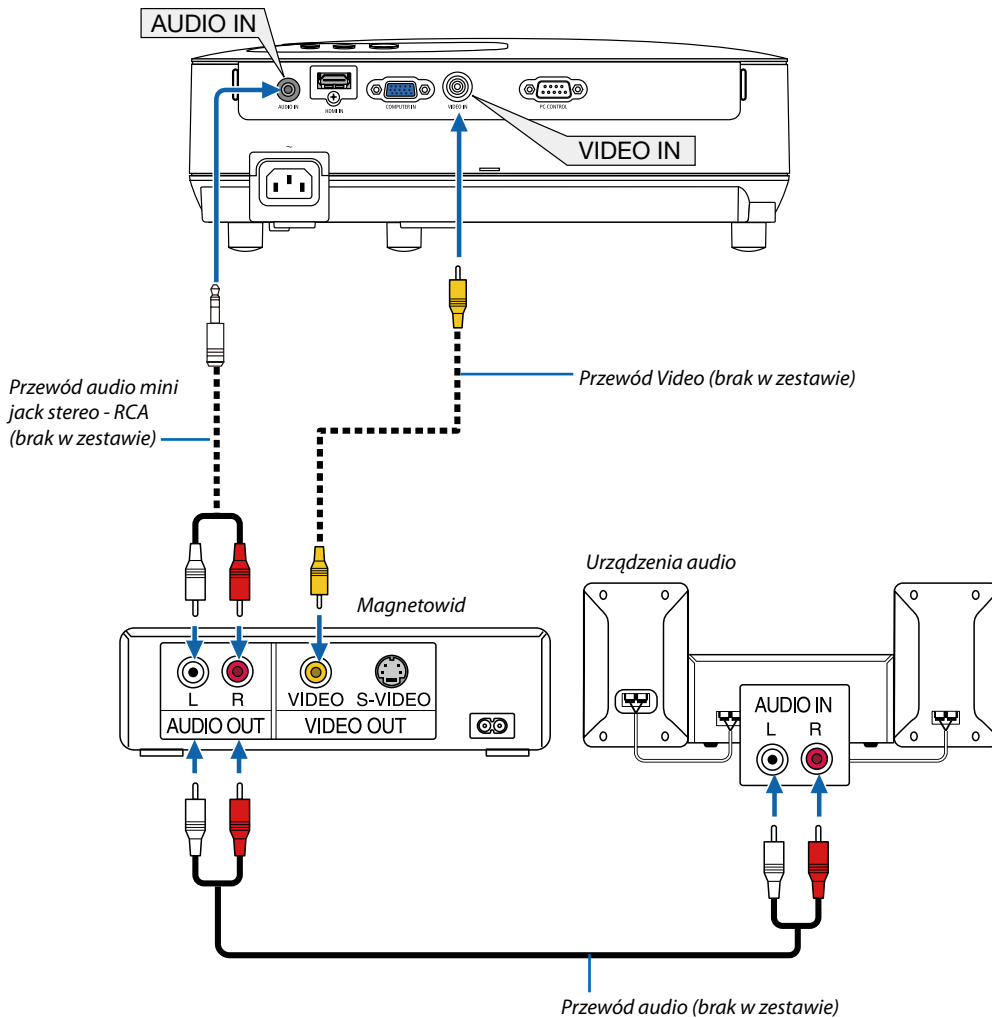 AUDIO IN
AUDIO IN
HDMI IN
COMPUTER IN
VIDEO IN
PC CONTROL
~
VIDEO IN
Przewód audio mini
jack stereo - RCA
(brak w zestawie)
Przewód Video (brak w zestawie)
Magnetowid
Urządzenia audio
L R VIDEO S-VIDEO
AUDIO OUT VIDEO OUT
AUDIO IN
L R
Przewód audio (brak w zestawie)